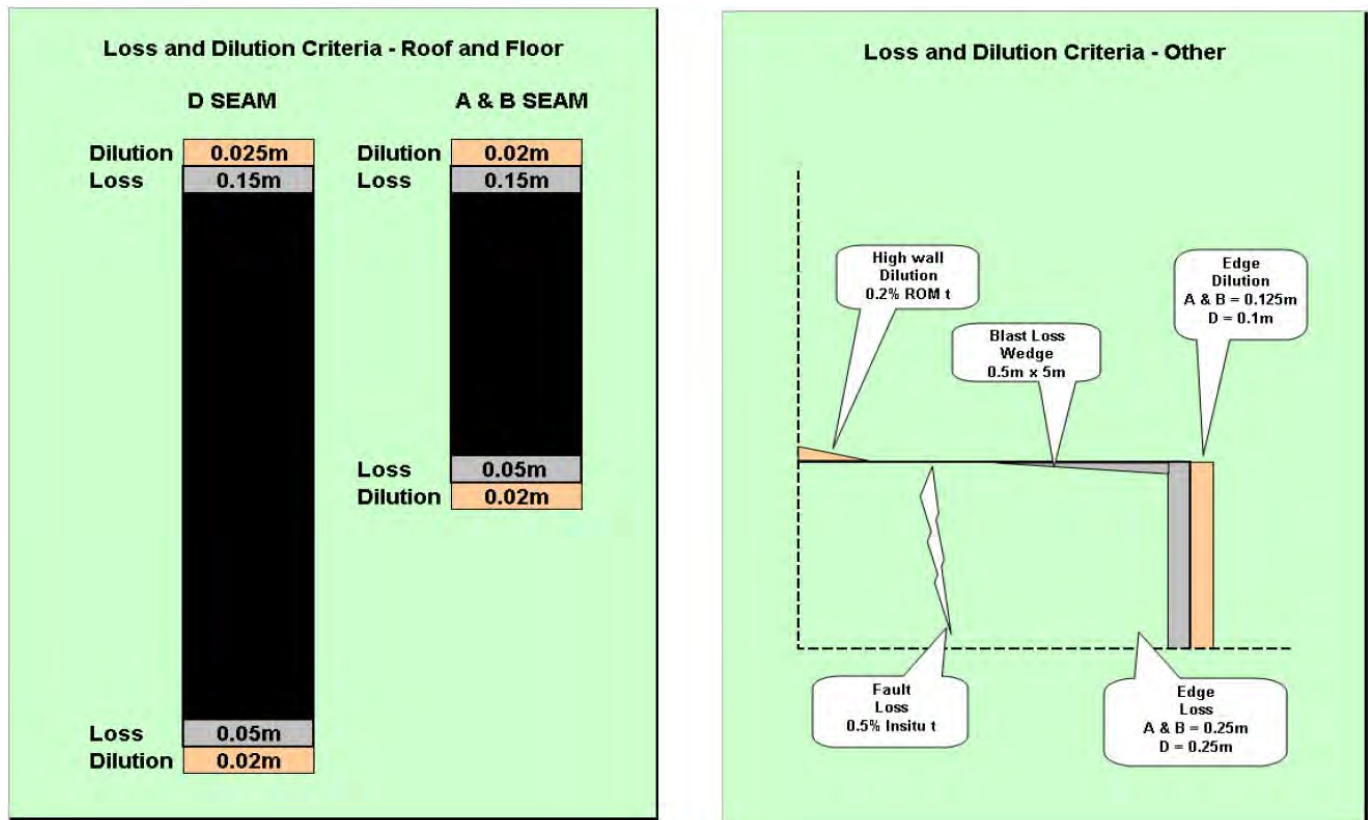 Loss and Dilution Criteria - Roof and Floor
D SEAM
A & B SEAM
Dilution 0.025m
Loss 0.15m
Dilution 0.02m
Loss 0.15m
Loss 0.05m
Dilution 0.02m
Loss 0.05m
Dilution 0.02m
Loss and Dilution Criteria - Other
High wall
Dilution
0.2% ROM t
Edge
Dilution
A & B = 0.125m
D = 0.1m
Blast Loss
Wedge
0.5m x 5m
Fault
Loss
0.5% Insitu t
Edge
Loss
A & B = 0.25m
D = 0.25m